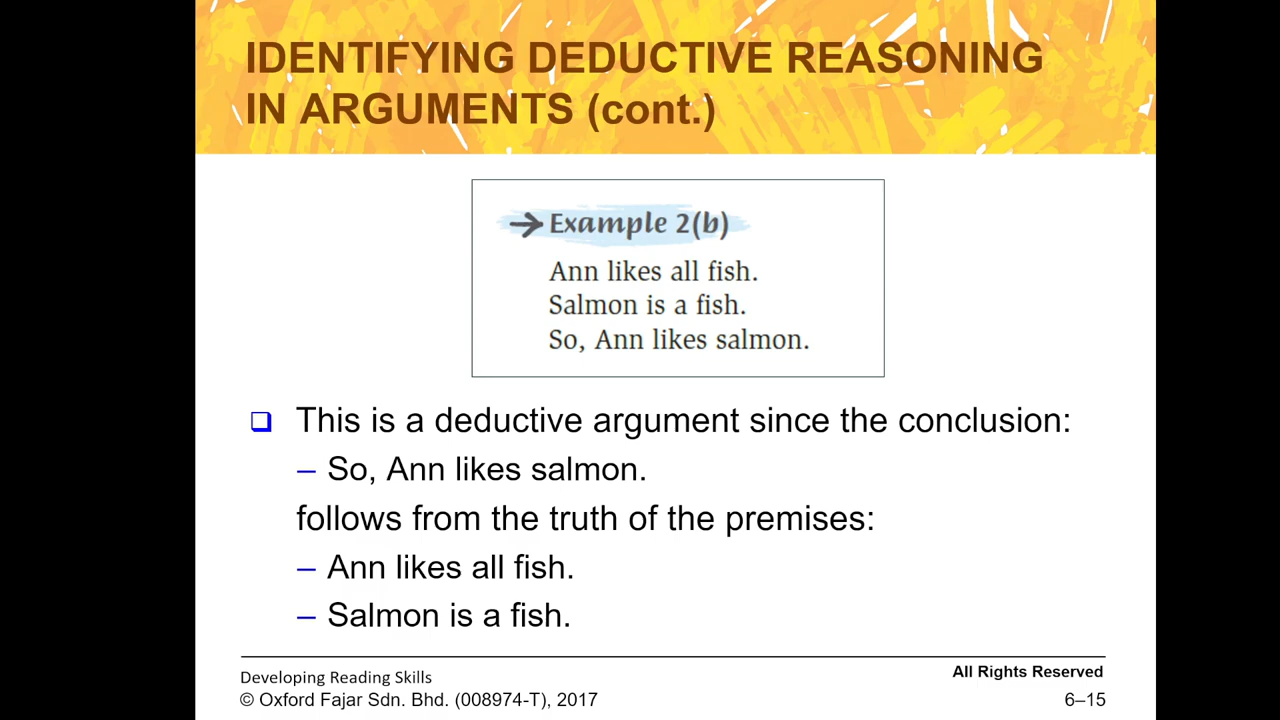 IDENTIFYING DEDUCTIVE REASONING
IN ARGUMENTS (cont.)
Example 2(b)
Ann likes all fish.
Salmon is a fish.
So, Ann likes salmon.
This is a deductive argument since the conclusion:
– So, Ann likes salmon.
follows from the truth of the premises:
– Ann likes all fish.
– Salmon is a fish.
Developing Reading Skills
All Rights Reserved
© Oxford Fajar Sdn. Bhd. (008974-T), 2017
6–15